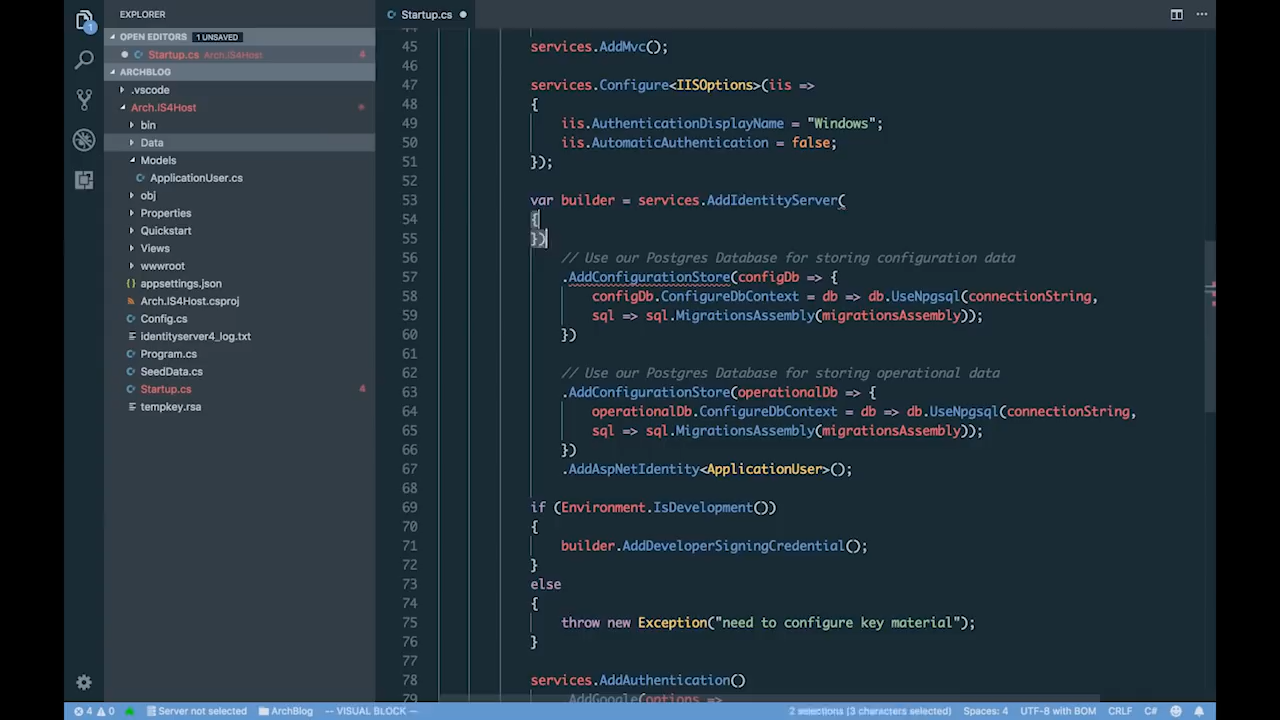 EXPLORER
OPEN EDITORS 1 UNSAVED
Startup.cs Arch.IS4Host 4
ARCHBLOG
.vscode
Arch.IS4Host
bin
Data
Models
ApplicationUser.cs
obj
Properties
Quickstart
Views
wwwroot
appsettings.json
Arch.IS4Host.csproj
Config.cs
identityserver4_log.txt
Program.cs
SeedData.cs
Startup.cs 4
tempkey.rsa
1
Startup.cs
45 services.AddMvc();
46
47 services.Configure<IISOptions>(iis =>
48 {
49 iis.AuthenticationDisplayName = "Windows";
50 iis.AutomaticAuthentication = false;
51 });
52
53 var builder = services.AddIdentityServer(
54 {
55 })
56 // Use our Postgres Database for storing configuration data
57 .AddConfigurationStore(configDb => {
58 configDb.ConfigureDbContext = db => db.UseNpgsql(connectionString,
59 sql => sql.MigrationsAssembly(migrationsAssembly));
60 })
61
62 // Use our Postgres Database for storing operational data
63 .AddConfigurationStore(operationalDb => {
64 operationalDb.ConfigureDbContext = db => db.UseNpgsql(connectionString,
65 sql => sql.MigrationsAssembly(migrationsAssembly));
66 })
67 .AddAspNetIdentity<ApplicationUser>();
68
69 if (Environment.IsDevelopment())
70 {
71 builder.AddDeveloperSigningCredential();
72 }
73 else
74 {
75 throw new Exception("need to configure key material");
76 }
77
78 services.AddAuthentication()
79 .AddGoogle(options =>
4 0 Server not selected ArchBlog -- VISUAL BLOCK -- 2 selections (3 characters selected) Spaces: 4 UTF-8 with BOM CRLF C#